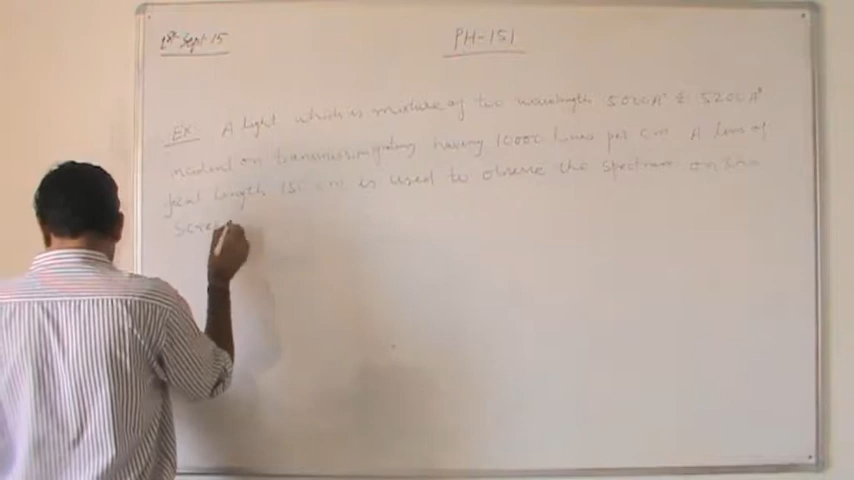 Sept-15
PH-151
Ex. A light which is mixture of two wavelength 5000A° & 5200A°
incident on transmission grating having 10000 lines per cm. A lens of
focal length 150 cm is used to observe the spectrum on the
screen